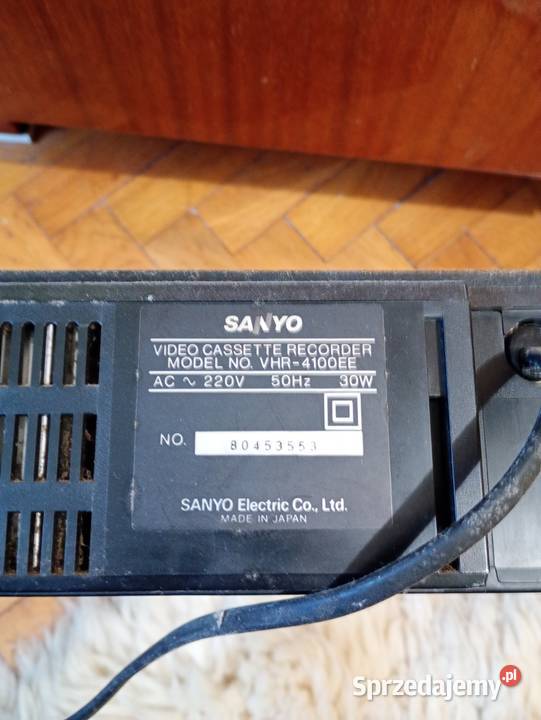 SANYO
VIDEO CASSETTE RECORDER
MODEL NO. VHR-4100EE
AC ~ 220V 50Hz 30W
NO. 80453553
SANYO Electric Co., Ltd.
MADE IN JAPAN
Sprzedajemy.pl